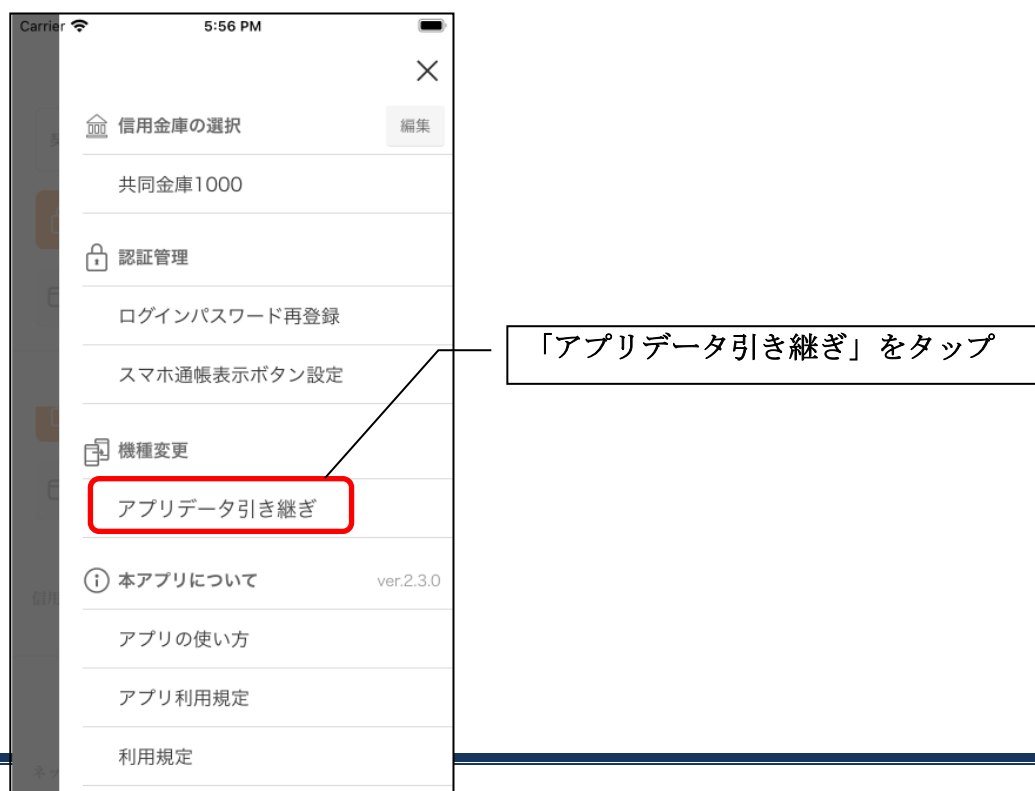 Carrier 5:56 PM
信用金庫の選択 編集
共同金庫1000
認証管理
ログインパスワード再登録
スマホ通帳表示ボタン設定
機種変更
アプリデータ引き継ぎ
本アプリについて ver.2.3.0
アプリの使い方
アプリ利用規定
利用規定
「アプリデータ引き継ぎ」をタップ
信用
ネッ